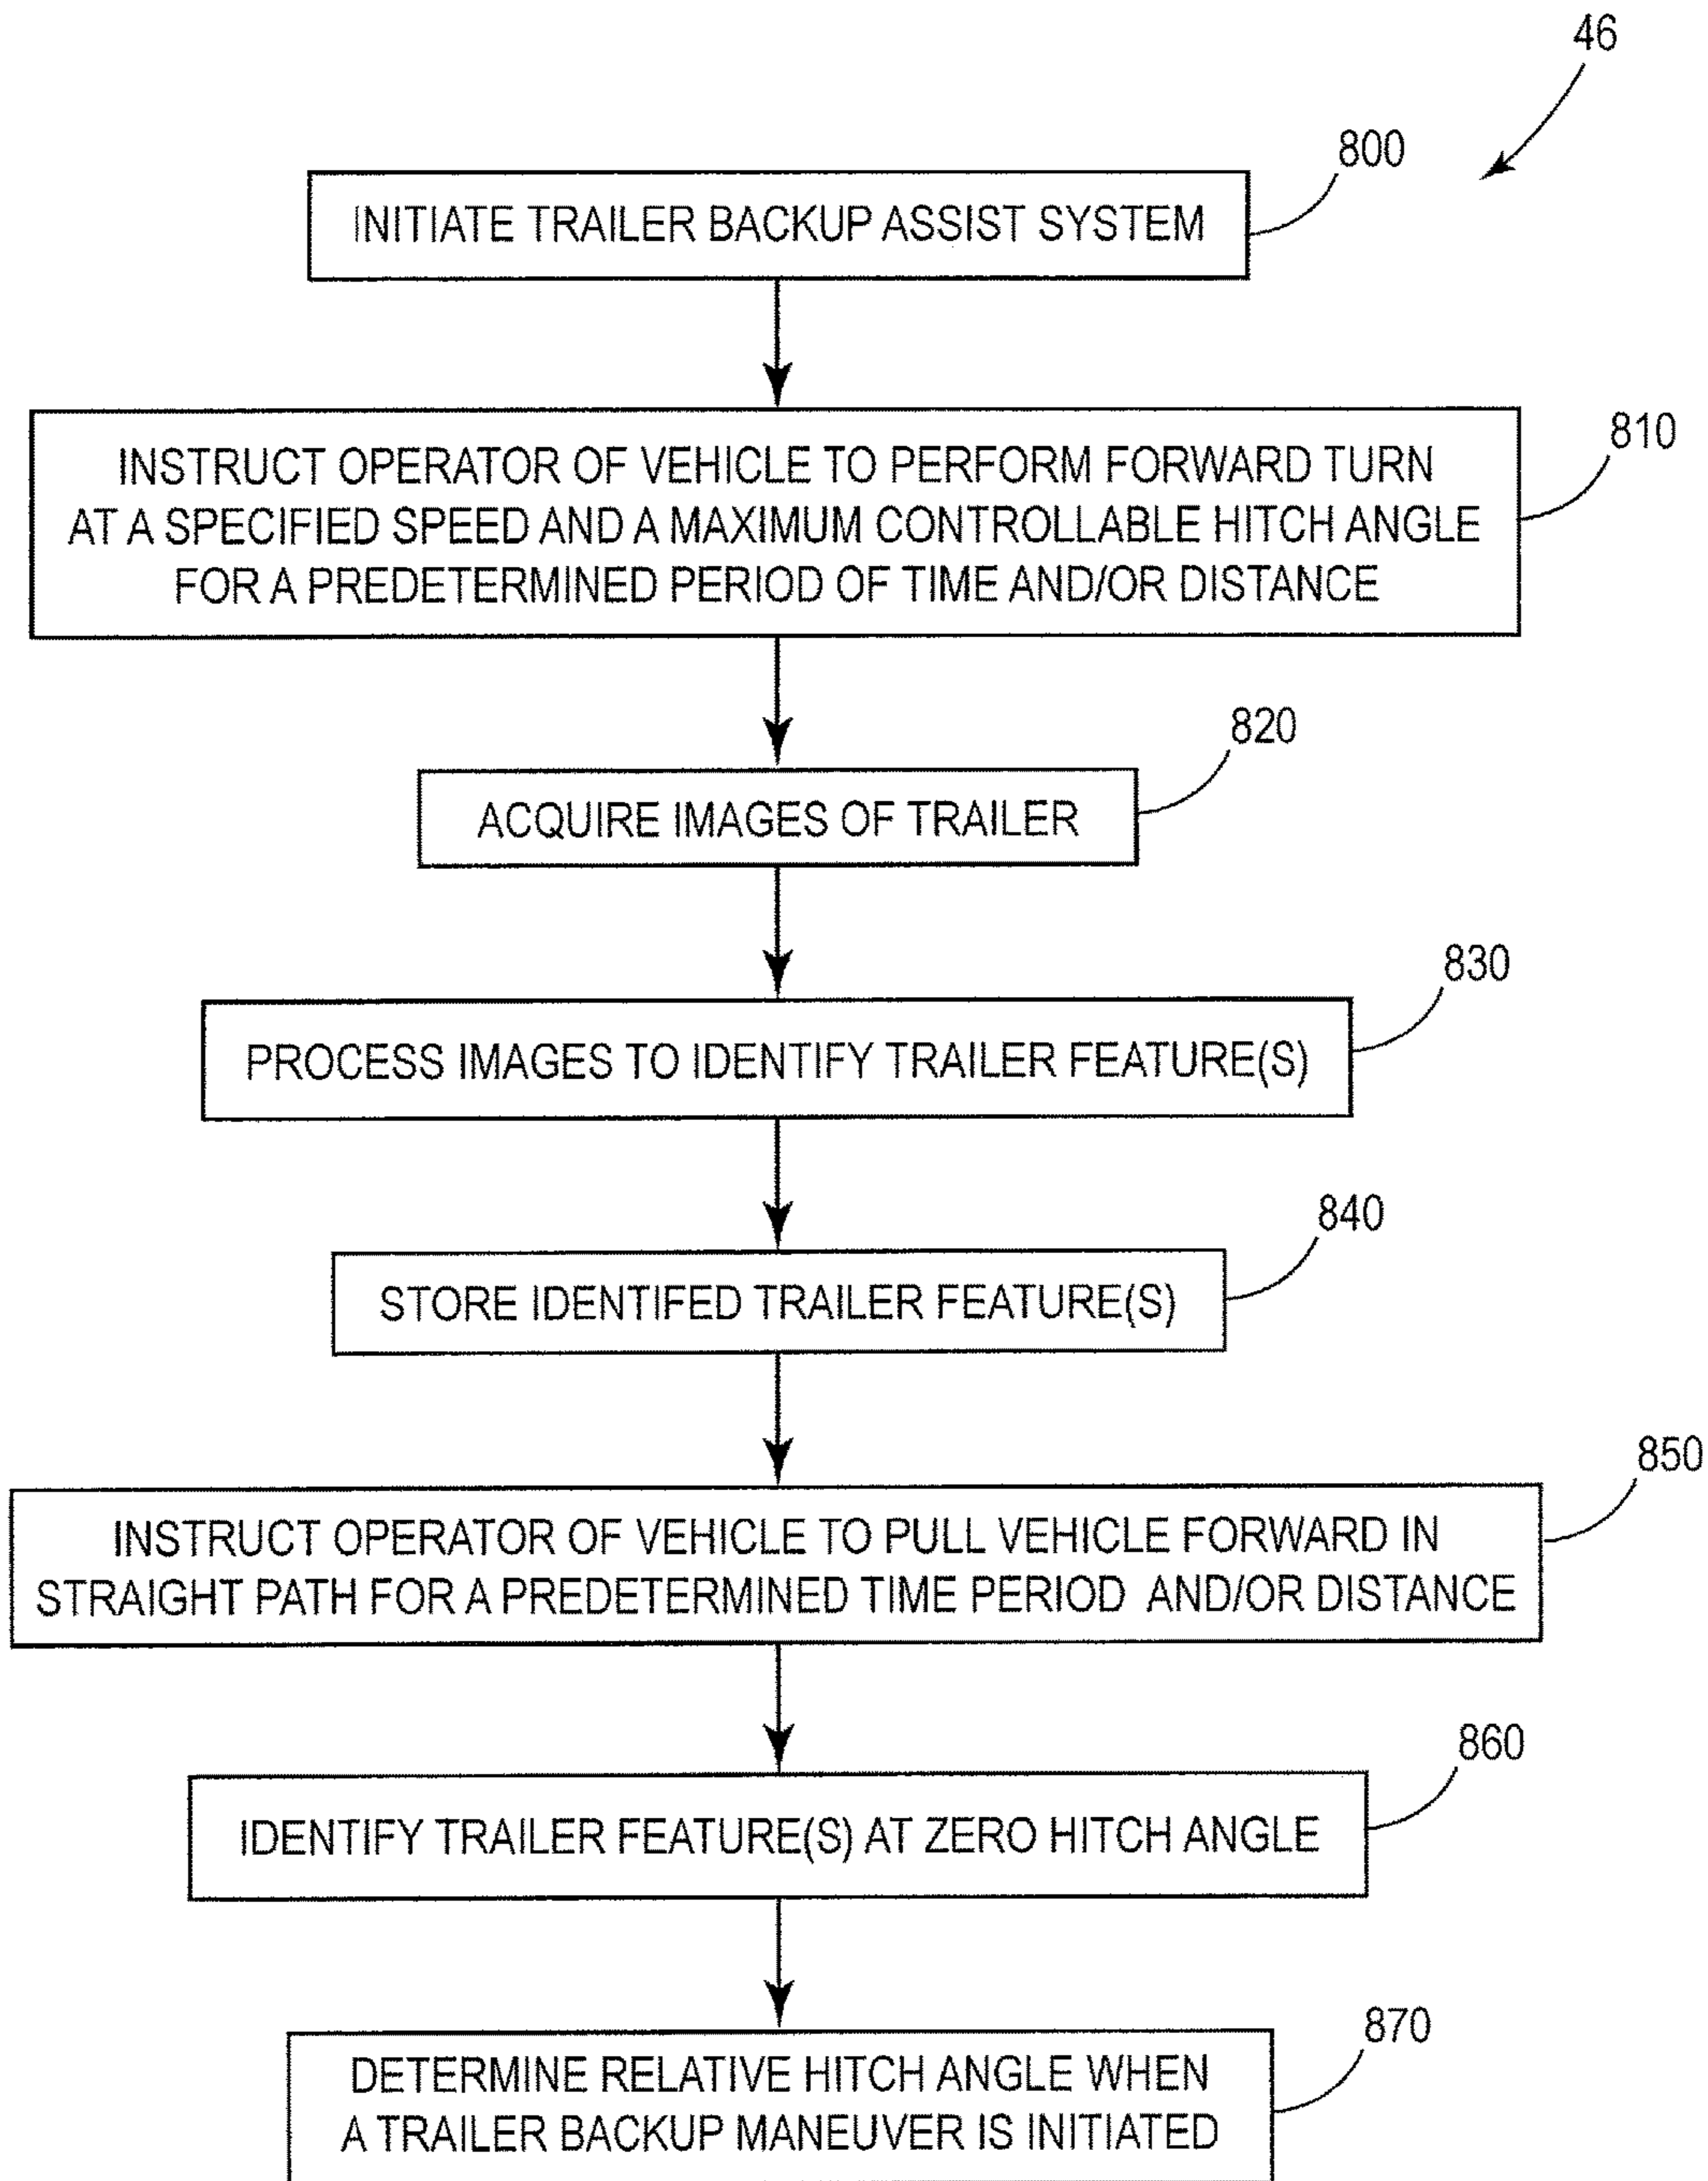 46
800
INITIATE TRAILER BACKUP ASSIST SYSTEM
810
INSTRUCT OPERATOR OF VEHICLE TO PERFORM FORWARD TURN
AT A SPECIFIED SPEED AND A MAXIMUM CONTROLLABLE HITCH ANGLE
FOR A PREDETERMINED PERIOD OF TIME AND/OR DISTANCE
820
ACQUIRE IMAGES OF TRAILER
830
PROCESS IMAGES TO IDENTIFY TRAILER FEATURE(S)
840
STORE IDENTIFED TRAILER FEATURE(S)
850
INSTRUCT OPERATOR OF VEHICLE TO PULL VEHICLE FORWARD IN
STRAIGHT PATH FOR A PREDETERMINED TIME PERIOD AND/OR DISTANCE
860
IDENTIFY TRAILER FEATURE(S) AT ZERO HITCH ANGLE
870
DETERMINE RELATIVE HITCH ANGLE WHEN
A TRAILER BACKUP MANEUVER IS INITIATED